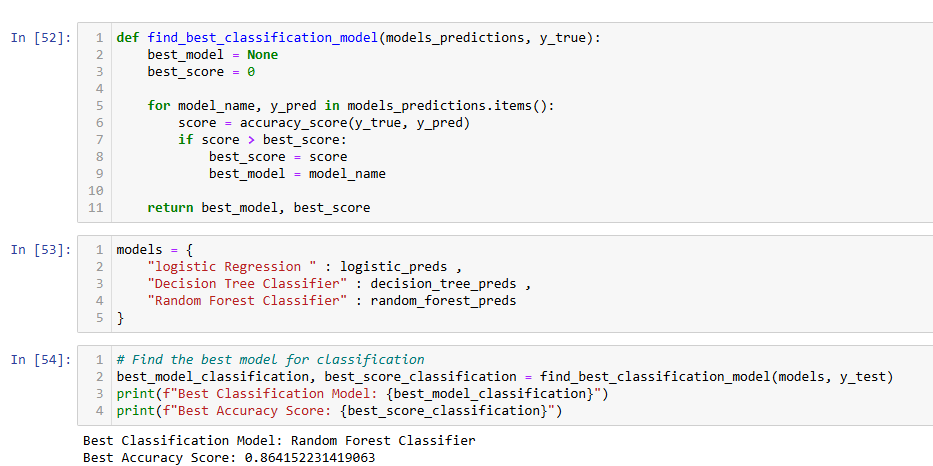 In [52]:
1 def find_best_classification_model(models_predictions, y_true):
2     best_model = None
3     best_score = 0
4
5     for model_name, y_pred in models_predictions.items():
6         score = accuracy_score(y_true, y_pred)
7         if score > best_score:
8             best_score = score
9             best_model = model_name
10
11     return best_model, best_score
In [53]:
1 models = {
2     "logistic Regression " : logistic_preds ,
3     "Decision Tree Classifier" : decision_tree_preds ,
4     "Random Forest Classifier" : random_forest_preds
5 }
In [54]:
1 # Find the best model for classification
2 best_model_classification, best_score_classification = find_best_classification_model(models, y_test)
3 print(f"Best Classification Model: {best_model_classification}")
4 print(f"Best Accuracy Score: {best_score_classification}")
Best Classification Model: Random Forest Classifier
Best Accuracy Score: 0.864152231419063